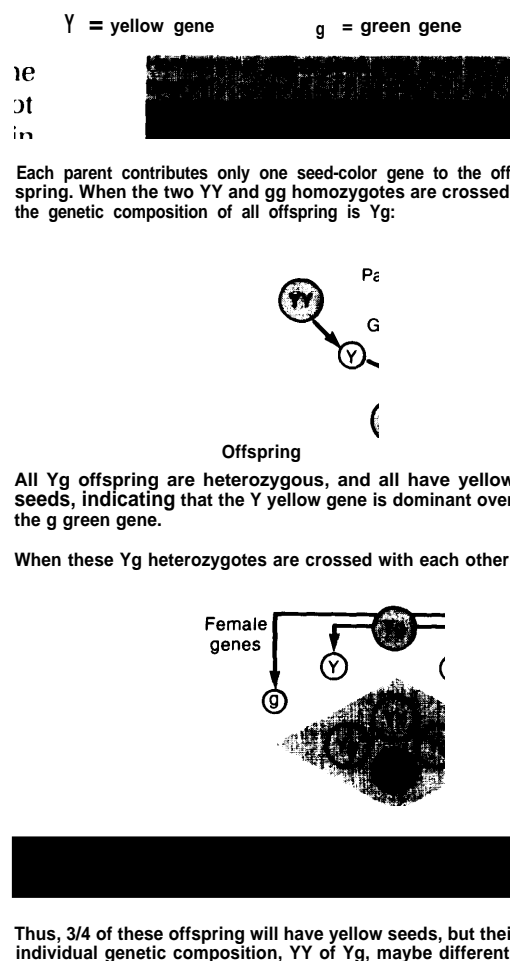 Y = yellow gene g = green gene
ne
ot
in
Each parent contributes only one seed-color gene to the off
spring. When the two YY and gg homozygotes are crossed
the genetic composition of all offspring is Yg:
Pa
YY
G
Y
Offspring
All Yg offspring are heterozygous, and all have yellow
seeds, indicating that the Y yellow gene is dominant over
the g green gene.
When these Yg heterozygotes are crossed with each other
Female
genes
Y
g
Thus, 3/4 of these offspring will have yellow seeds, but thei
individual genetic composition, YY of Yg, maybe different